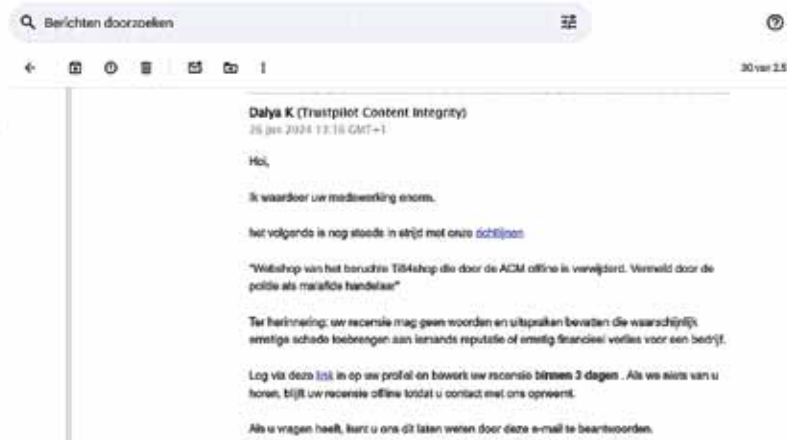 Berichten doorzoeken
30 van 2.5
Dalya K (Trustpilot Content Integrity)
26 jun 2024 13:16 GMT+1
Hoi,
Ik waardeer uw medewerking enorm.
het volgende is nog steeds in strijd met onze richtlijnen
"Webshop van het beruchte Ti84shop die door de ACM offline is verwijderd. Vermeld door de
politie als malafide handelaar"
Ter herinnering: uw recensie mag geen woorden en uitspraken bevatten die waarschijnlijk
ernstige schade toebrengen aan iemands reputatie of ernstig financieel verlies voor een bedrijf.
Log via deze link in op uw profiel en bewerk uw recensie binnen 3 dagen . Als we niets van u
horen, blijft uw recensie offline totdat u contact met ons opneemt.
Als u vragen heeft, kunt u ons dit laten weten door deze e-mail te beantwoorden.